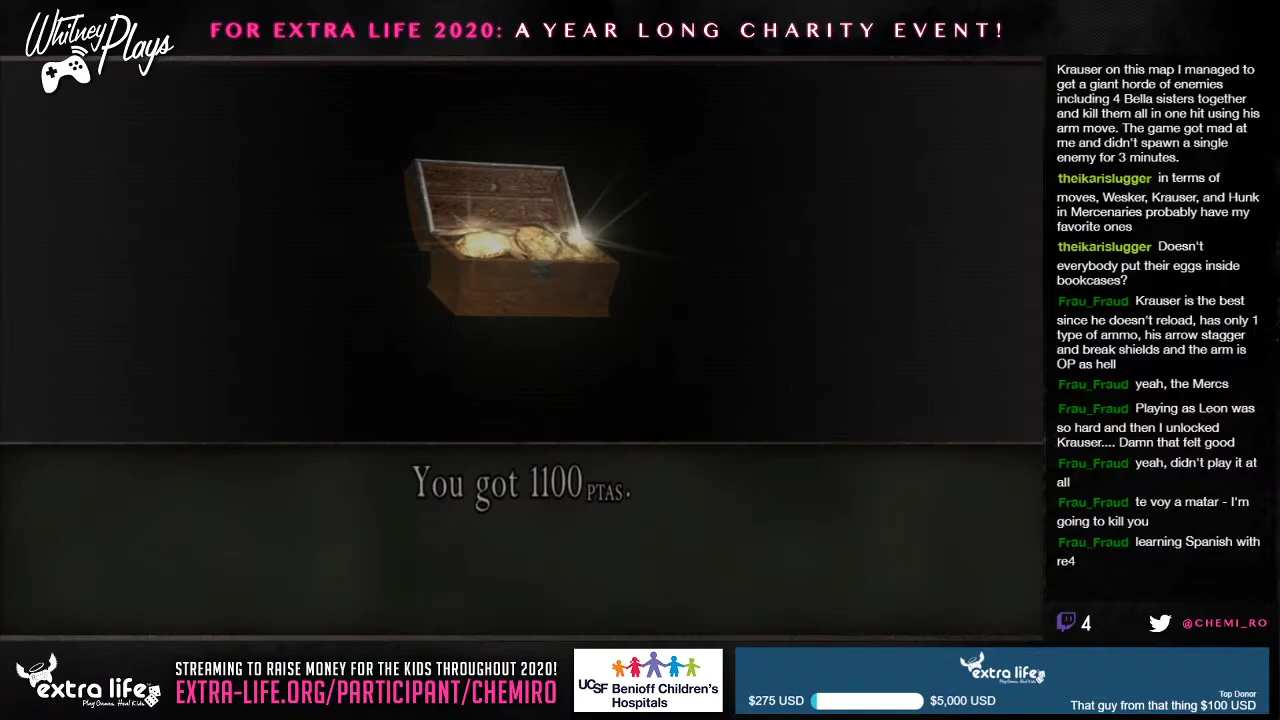 Whitney Plays
FOR EXTRA LIFE 2020: A YEAR LONG CHARITY EVENT!
You got 1100 PTAS.
Krauser on this map I managed to
get a giant horde of enemies
including 4 Bella sisters together
and kill them all in one hit using his
arm move. The game got mad at
me and didn't spawn a single
enemy for 3 minutes.
theikarislugger in terms of
moves, Wesker, Krauser, and Hunk
in Mercenaries probably have my
favorite ones
theikarislugger Doesn't
everybody put their eggs inside
bookcases?
Frau_Fraud Krauser is the best
since he doesn't reload, has only 1
type of ammo, his arrow stagger
and break shields and the arm is
OP as hell
Frau_Fraud yeah, the Mercs
Frau_Fraud Playing as Leon was
so hard and then I unlocked
Krauser.... Damn that felt good
Frau_Fraud yeah, didn't play it at
all
Frau_Fraud te voy a matar - I'm
going to kill you
Frau_Fraud learning Spanish with
re4
4
@CHEMI_RO
extra life
Play Games. Heal Kids.
STREAMING TO RAISE MONEY FOR THE KIDS THROUGHOUT 2020!
EXTRA-LIFE.ORG/PARTICIPANT/CHEMIRO
UCSF Benioff Children's
Hospitals
extra life
Play Games. Heal Kids.
$275 USD
$5,000 USD
Top Donor
That guy from that thing $100 USD